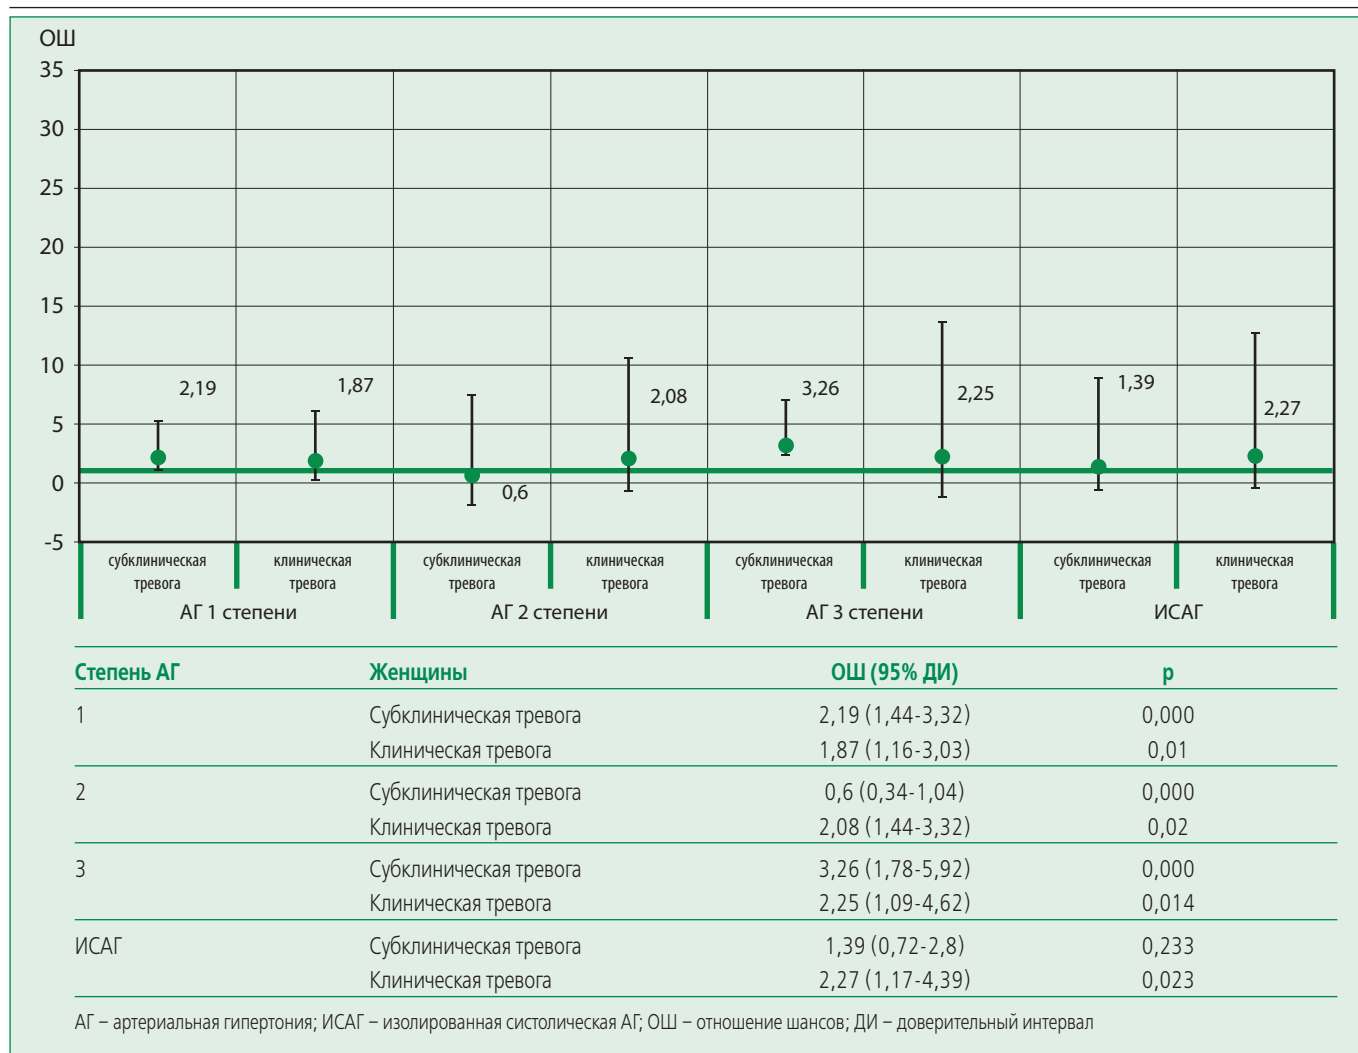 ОШ
35
30
25
20
15
10
5
0
-5
2,19
1,87
0,6
2,08
3,26
2,25
1,39
2,27
субклиническая тревога
клиническая тревога
субклиническая тревога
клиническая тревога
субклиническая тревога
клиническая тревога
субклиническая тревога
клиническая тревога
АГ 1 степени
АГ 2 степени
АГ 3 степени
ИСАГ
Степень АГ Женщины ОШ (95% ДИ) p
1 Субклиническая тревога 2,19 (1,44-3,32) 0,000
Клиническая тревога 1,87 (1,16-3,03) 0,01
2 Субклиническая тревога 0,6 (0,34-1,04) 0,000
Клиническая тревога 2,08 (1,44-3,32) 0,02
3 Субклиническая тревога 3,26 (1,78-5,92) 0,000
Клиническая тревога 2,25 (1,09-4,62) 0,014
ИСАГ Субклиническая тревога 1,39 (0,72-2,8) 0,233
Клиническая тревога 2,27 (1,17-4,39) 0,023
АГ – артериальная гипертония; ИСАГ – изолированная систолическая АГ; ОШ – отношение шансов; ДИ – доверительный интервал